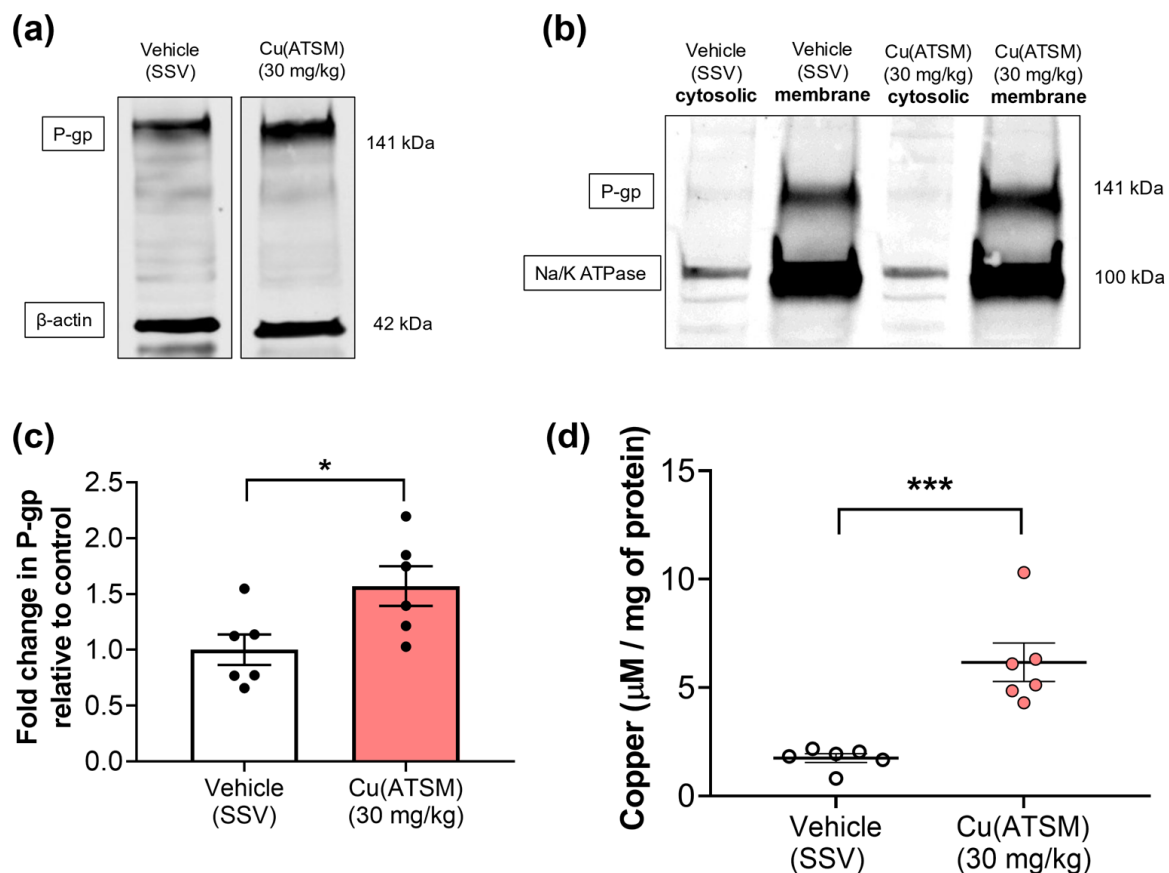 (a)
Vehicle
(SSV)
Cu(ATSM)
(30 mg/kg)
P-gp
141 kDa
β-actin
42 kDa
(b)
Vehicle
(SSV)
cytosolic
Vehicle
(SSV)
membrane
Cu(ATSM)
(30 mg/kg)
cytosolic
Cu(ATSM)
(30 mg/kg)
membrane
P-gp
141 kDa
Na/K ATPase
100 kDa
(c)
Fold change in P-gp
relative to control
2.5
2.0
1.5
1.0
0.5
0.0
*
Vehicle
(SSV)
Cu(ATSM)
(30 mg/kg)
(d)
Copper (μM / mg of protein)
15
10
5
0
***
Vehicle
(SSV)
Cu(ATSM)
(30 mg/kg)